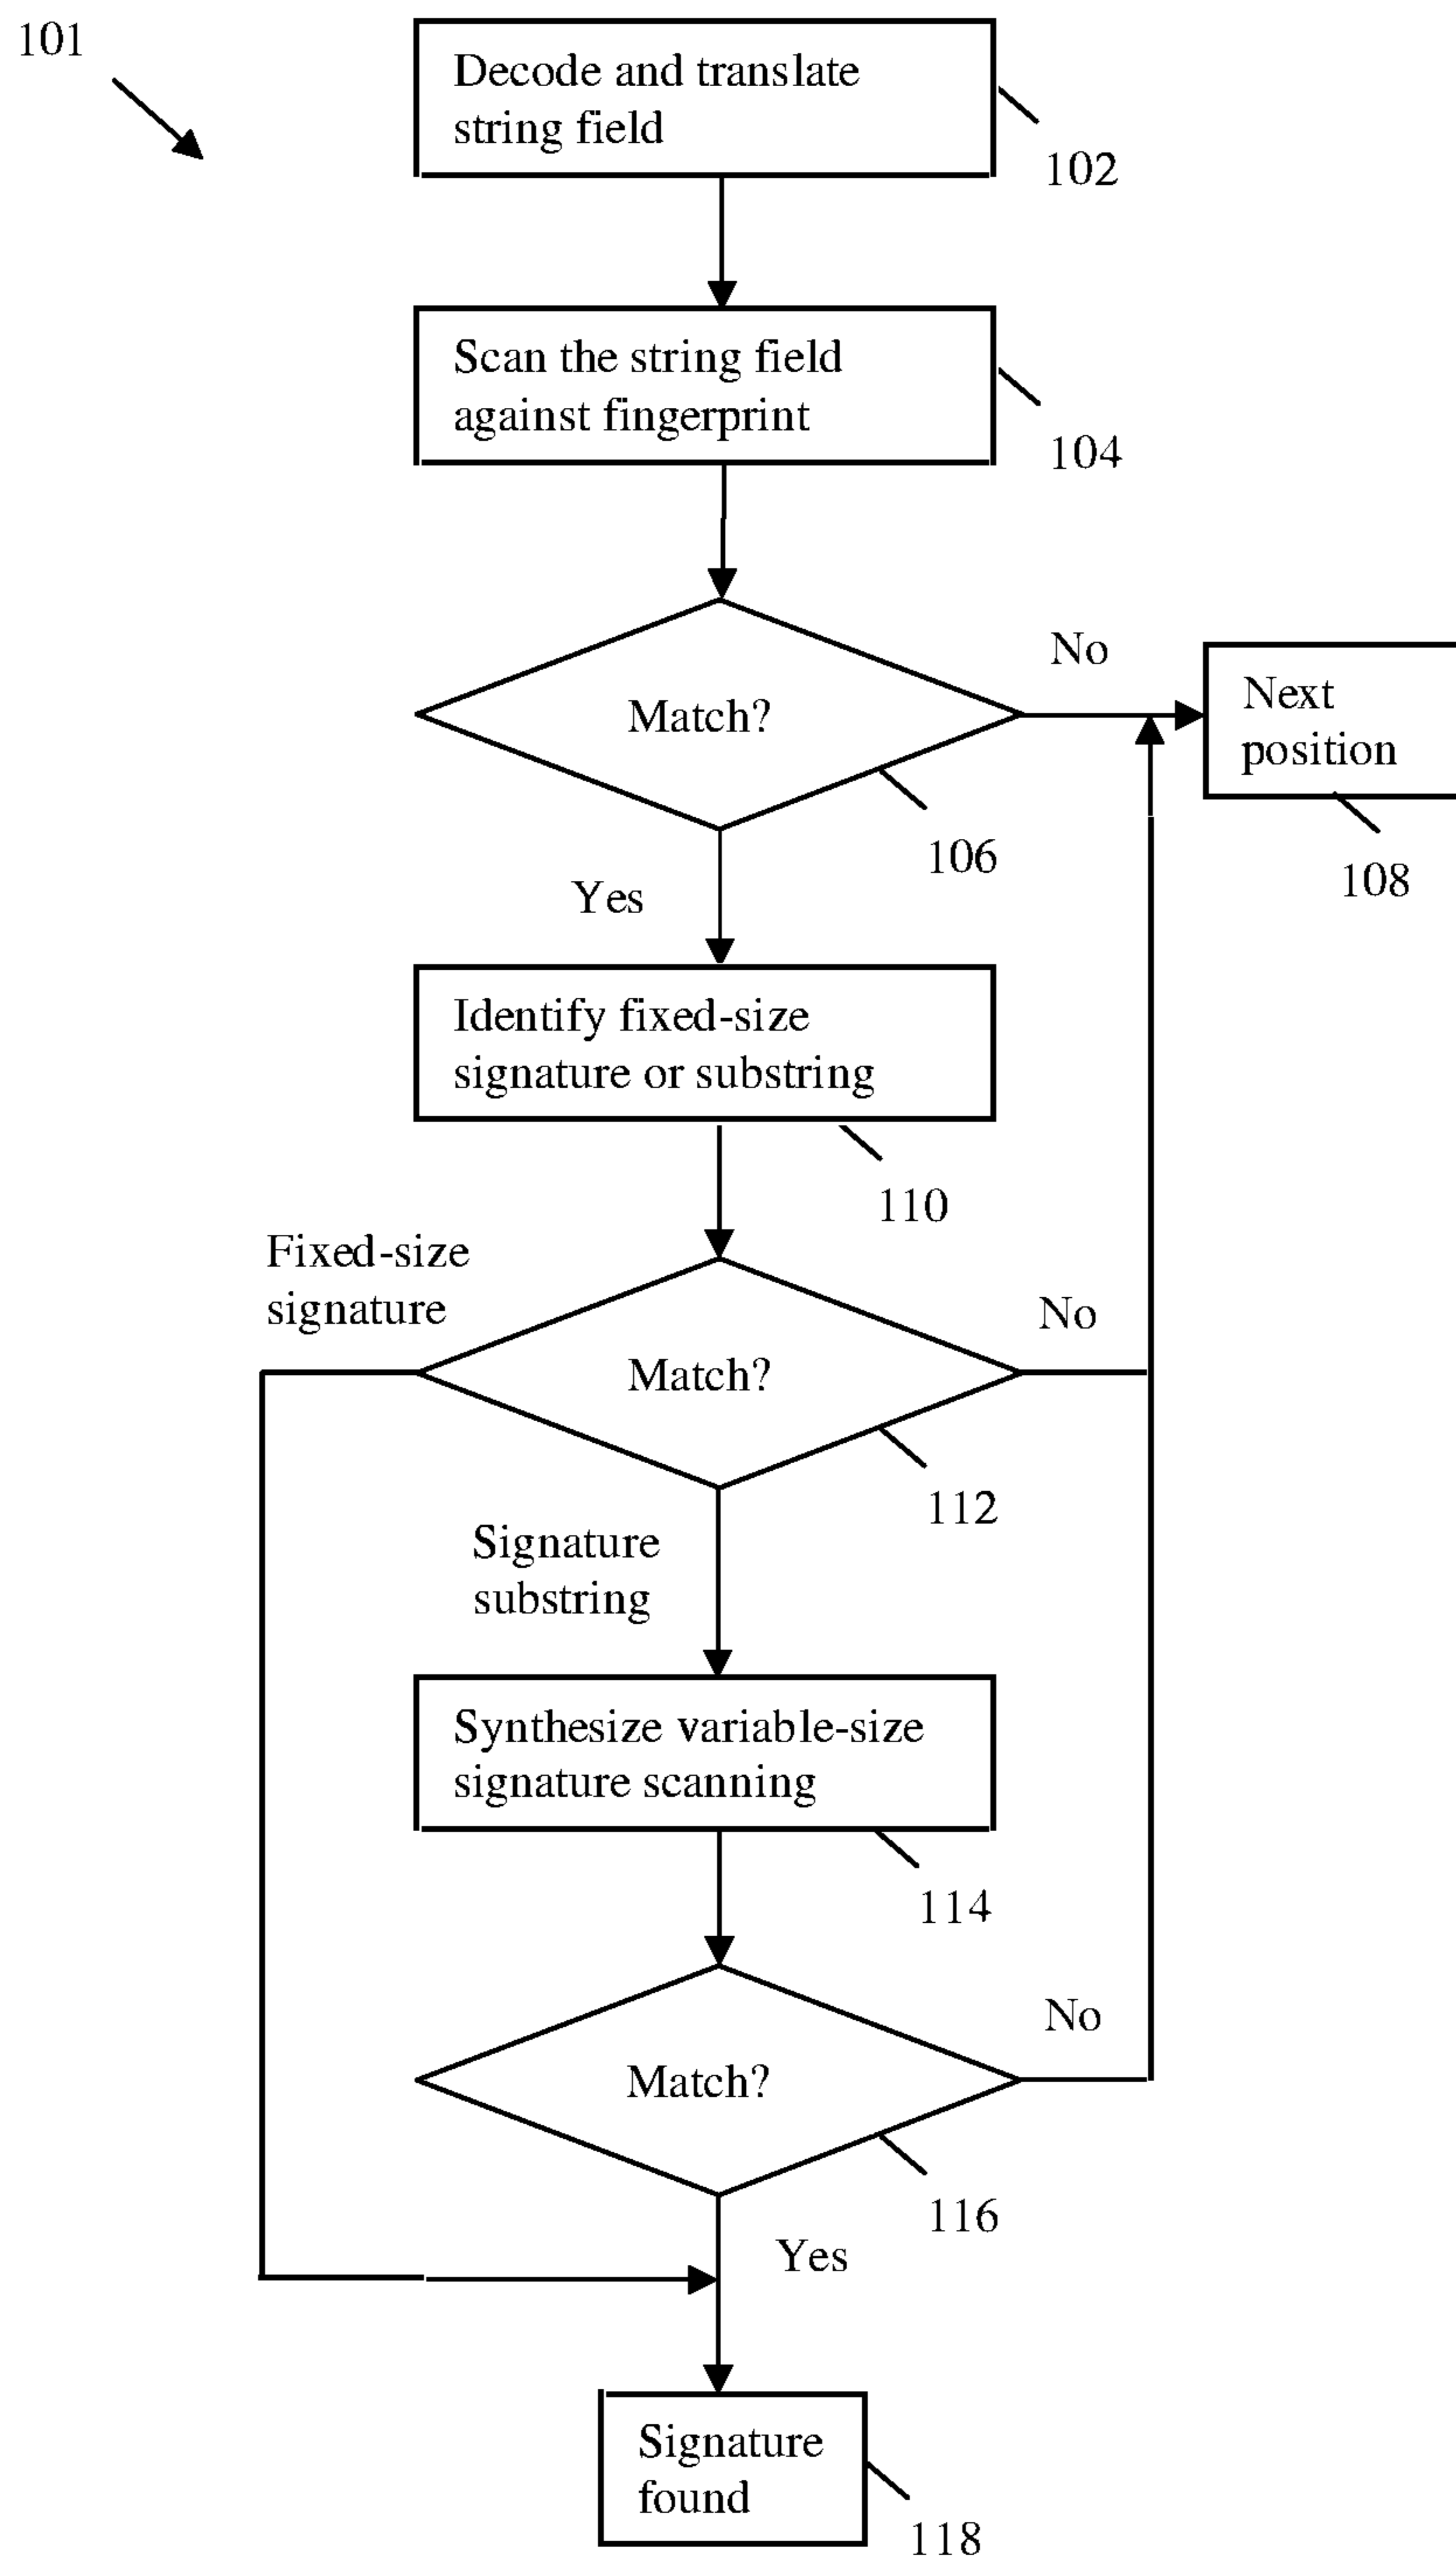 101
Decode and translate
string field
102
Scan the string field
against fingerprint
104
Match?
No
Next
position
106
108
Yes
Identify fixed-size
signature or substring
110
Fixed-size
signature
Match?
No
112
Signature
substring
Synthesize variable-size
signature scanning
114
Match?
No
116
Yes
Signature
found
118